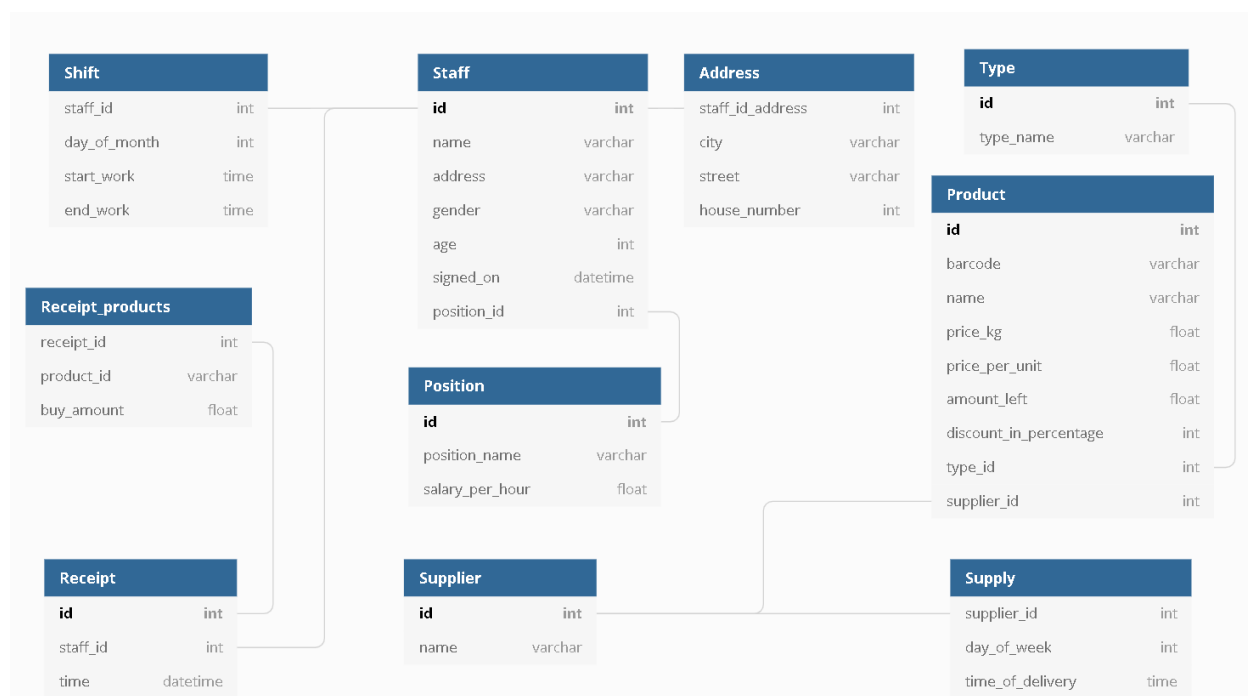 Shift
staff_id int
day_of_month int
start_work time
end_work time
Staff
id int
name varchar
address varchar
gender varchar
age int
signed_on datetime
position_id int
Address
staff_id_address int
city varchar
street varchar
house_number int
Type
id int
type_name varchar
Product
id int
barcode varchar
name varchar
price_kg float
price_per_unit float
amount_left float
discount_in_percentage int
type_id int
supplier_id int
Receipt_products
receipt_id int
product_id varchar
buy_amount float
Position
id int
position_name varchar
salary_per_hour float
Receipt
id int
staff_id int
time datetime
Supplier
id int
name varchar
Supply
supplier_id int
day_of_week int
time_of_delivery time